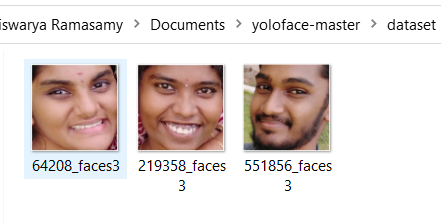 iswarya Ramasamy > Documents > yoloface-master > dataset
64208_faces3
219358_faces
3
551856_faces
3